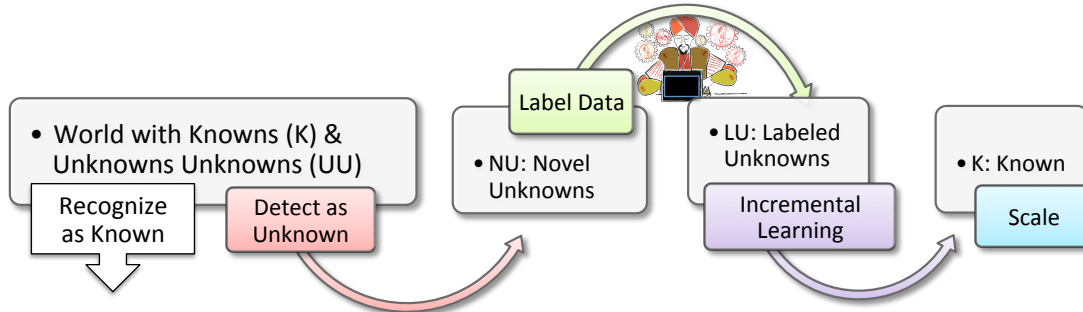 • World with Knowns (K) &
Unknowns Unknowns (UU)
Recognize
as Known
Detect as
Unknown
Label Data
• NU: Novel
Unknowns
• LU: Labeled
Unknowns
Incremental
Learning
• K: Known
Scale